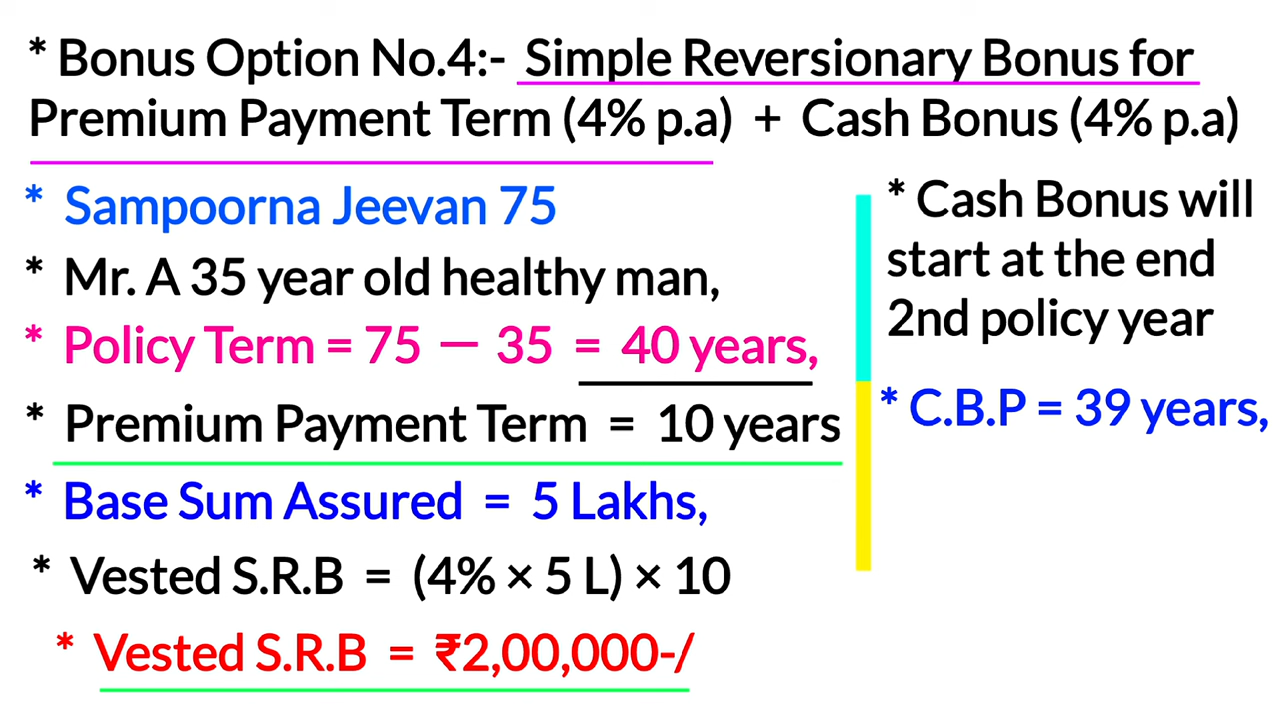 * Bonus Option No.4:- Simple Reversionary Bonus for
Premium Payment Term (4% p.a) + Cash Bonus (4% p.a)
* Sampoorna Jeevan 75
* Mr. A 35 year old healthy man,
* Policy Term = 75 — 35 = 40 years,
* Premium Payment Term = 10 years
* Base Sum Assured = 5 Lakhs,
* Vested S.R.B = (4% × 5 L) × 10
* Vested S.R.B = ₹2,00,000-/
* Cash Bonus will
start at the end
2nd policy year
* C.B.P = 39 years,